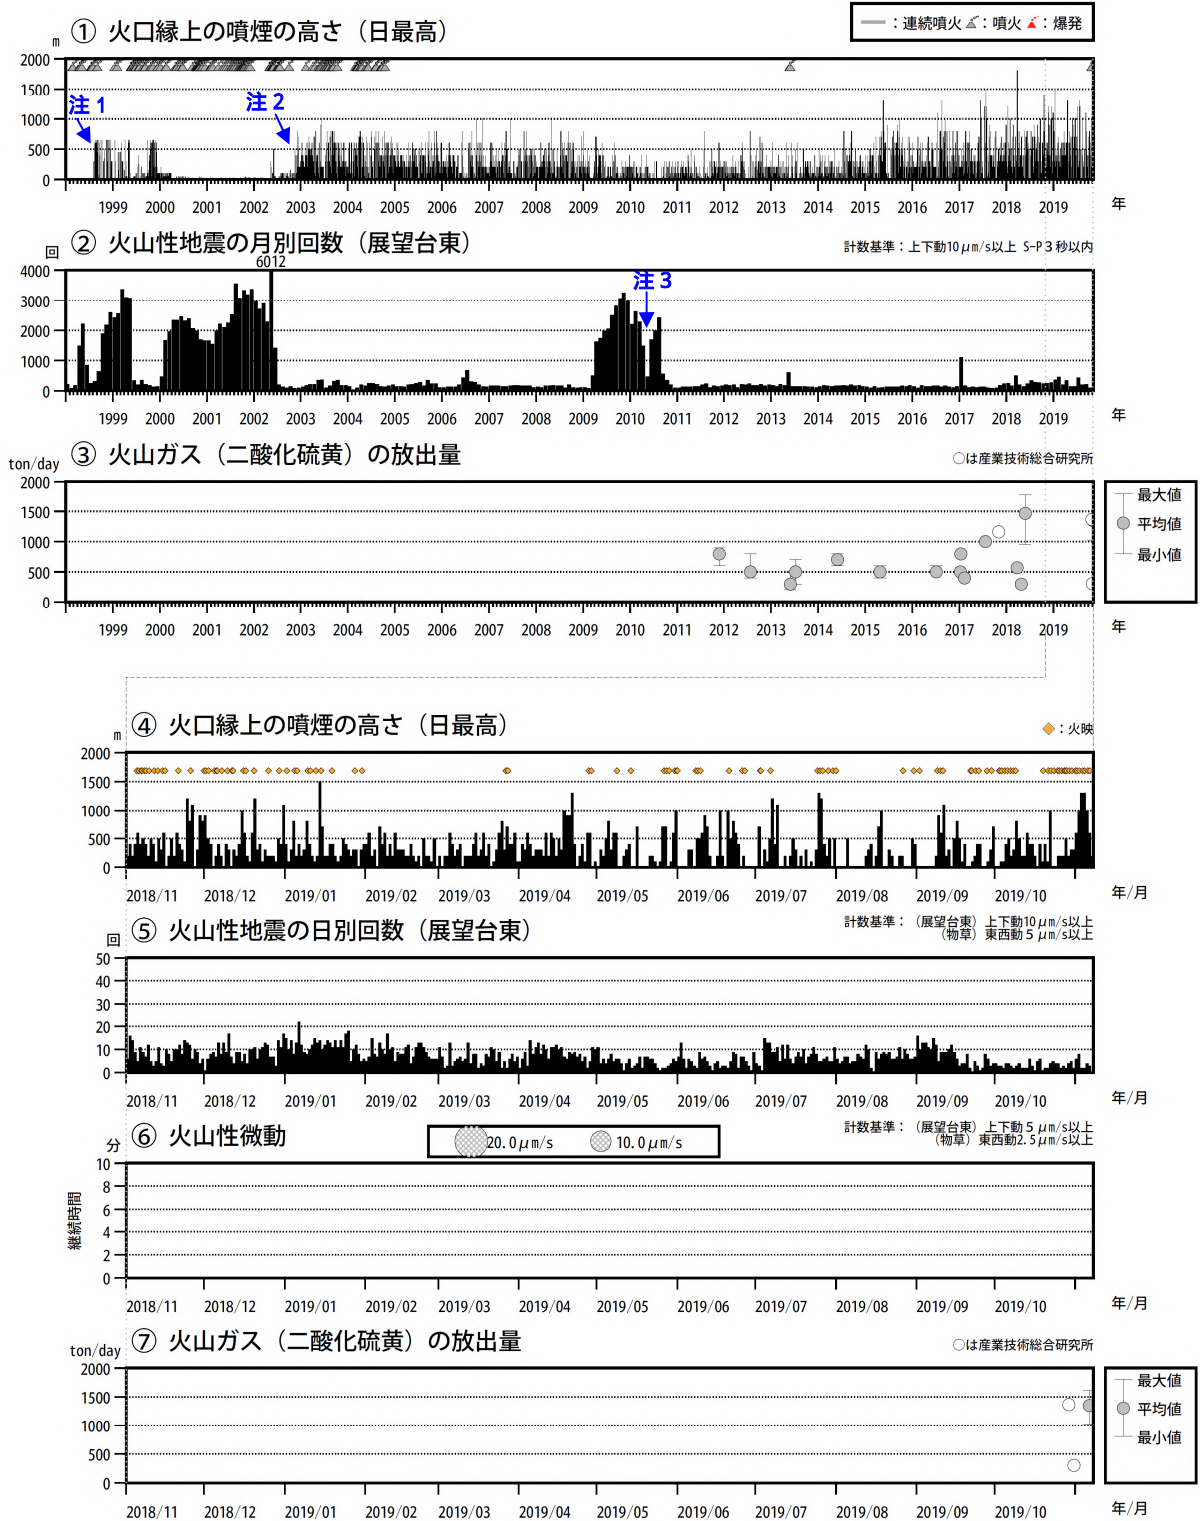 ① 火口縁上の噴煙の高さ（日最高）
：連続噴火 ：噴火 ：爆発
m
2000
1500
1000
500
0
注１
注２
1999 2000 2001 2002 2003 2004 2005 2006 2007 2008 2009 2010 2011 2012 2013 2014 2015 2016 2017 2018 2019 年
② 火山性地震の月別回数（展望台東）
計数基準：上下動10μm/s以上 S-P３秒以内
回
6012
4000
3000
2000
1000
0
注３
1999 2000 2001 2002 2003 2004 2005 2006 2007 2008 2009 2010 2011 2012 2013 2014 2015 2016 2017 2018 2019 年
③ 火山ガス（二酸化硫黄）の放出量
○は産業技術総合研究所
ton/day
2000
1500
1000
500
0
最大値
平均値
最小値
1999 2000 2001 2002 2003 2004 2005 2006 2007 2008 2009 2010 2011 2012 2013 2014 2015 2016 2017 2018 2019 年
④ 火口縁上の噴煙の高さ（日最高）
：火映
m
2000
1500
1000
500
0
2018/11 2018/12 2019/01 2019/02 2019/03 2019/04 2019/05 2019/06 2019/07 2019/08 2019/09 2019/10 年/月
⑤ 火山性地震の日別回数（展望台東）
計数基準：（展望台東）上下動10μm/s以上
（物草）東西動５μm/s以上
回
50
40
30
20
10
0
2018/11 2018/12 2019/01 2019/02 2019/03 2019/04 2019/05 2019/06 2019/07 2019/08 2019/09 2019/10 年/月
⑥ 火山性微動
20.0μm/s 10.0μm/s
計数基準：（展望台東）上下動５μm/s以上
（物草）東西動2.5μm/s以上
分
継続時間
10
8
6
4
2
0
2018/11 2018/12 2019/01 2019/02 2019/03 2019/04 2019/05 2019/06 2019/07 2019/08 2019/09 2019/10 年/月
⑦ 火山ガス（二酸化硫黄）の放出量
○は産業技術総合研究所
ton/day
2000
1500
1000
500
0
最大値
平均値
最小値
2018/11 2018/12 2019/01 2019/02 2019/03 2019/04 2019/05 2019/06 2019/07 2019/08 2019/09 2019/10 年/月